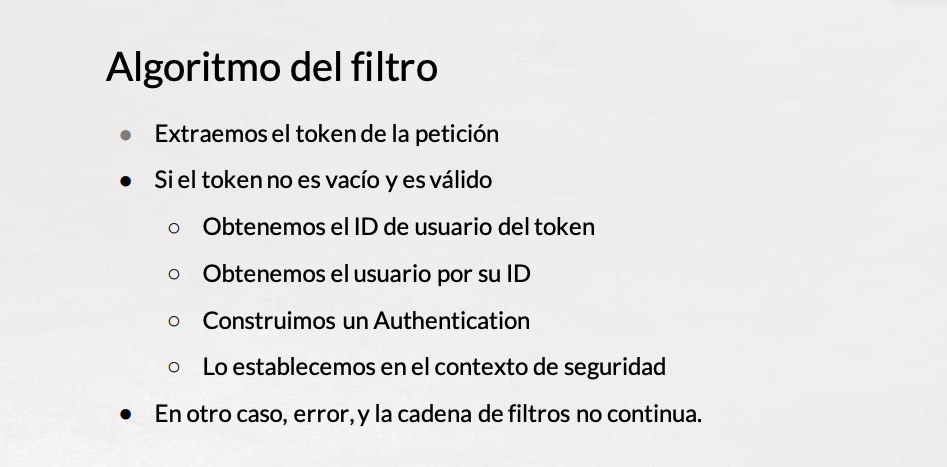 Algoritmo del filtro
● Extraemos el token de la petición
● Si el token no es vacío y es válido
○ Obtenemos el ID de usuario del token
○ Obtenemos el usuario por su ID
○ Construimos un Authentication
○ Lo establecemos en el contexto de seguridad
● En otro caso, error, y la cadena de filtros no continua.